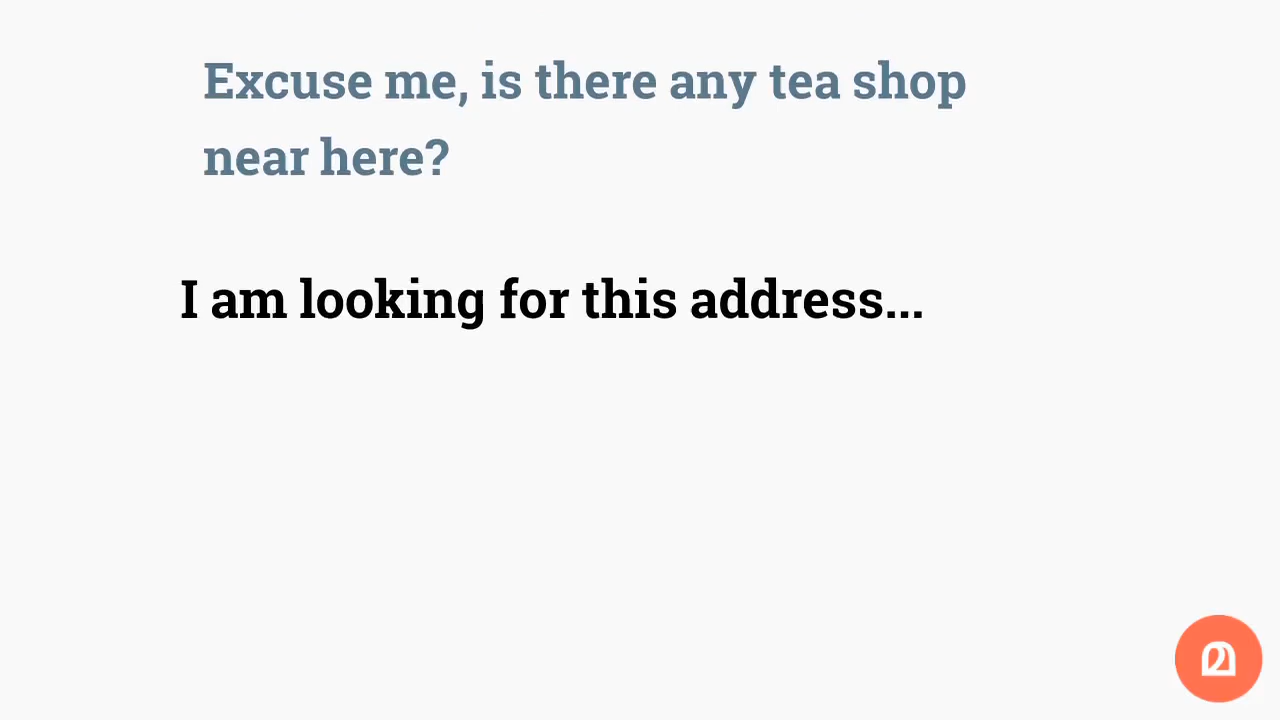 Excuse me, is there any tea shop
near here?
I am looking for this address...
മ